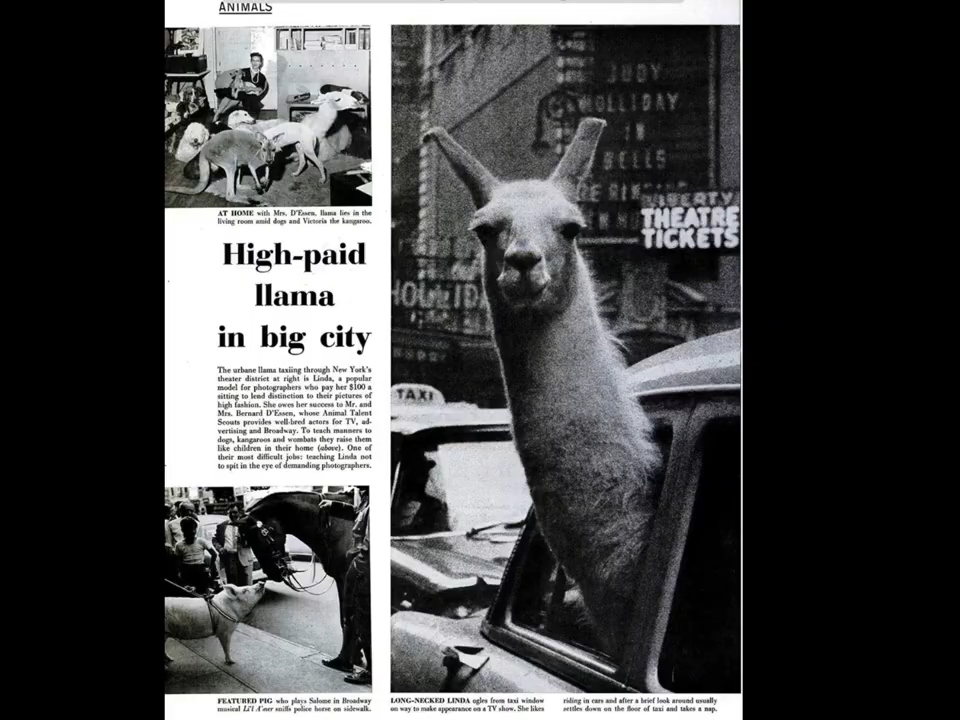 ANIMALS
AT HOME with Mrs. D'Essen, llama lies in the
living room amid dogs and Victoria the kangaroo.
High-paid
llama
in big city
The urbane llama taxiing through New York's
theater district at right is Linda, a popular
model for photographers who pay her $100 a
sitting to lend distinction to their pictures of
high fashion. She owes her success to Mr. and
Mrs. Bernard D'Essen, whose Animal Talent
Scouts provides well-bred actors for TV, ad-
vertising and Broadway. To teach manners to
dogs, kangaroos and wombats they raise them
like children in their home (above). One of
their most difficult jobs: teaching Linda not
to spit in the eye of demanding photographers.
FEATURED PIG who plays Salome in Broadway
musical Li'l Abner sniffs police horse on sidewalk.
JUDY
HOLLIDAY
IN
BELLS
LIBERTY
THEATRE
TICKETS
HOLLIDA
TAXI
LONG-NECKED LINDA ogles from taxi window
on way to make appearance on a TV show. She likes
riding in cars and after a brief look around usually
settles down on the floor of taxi and takes a nap.